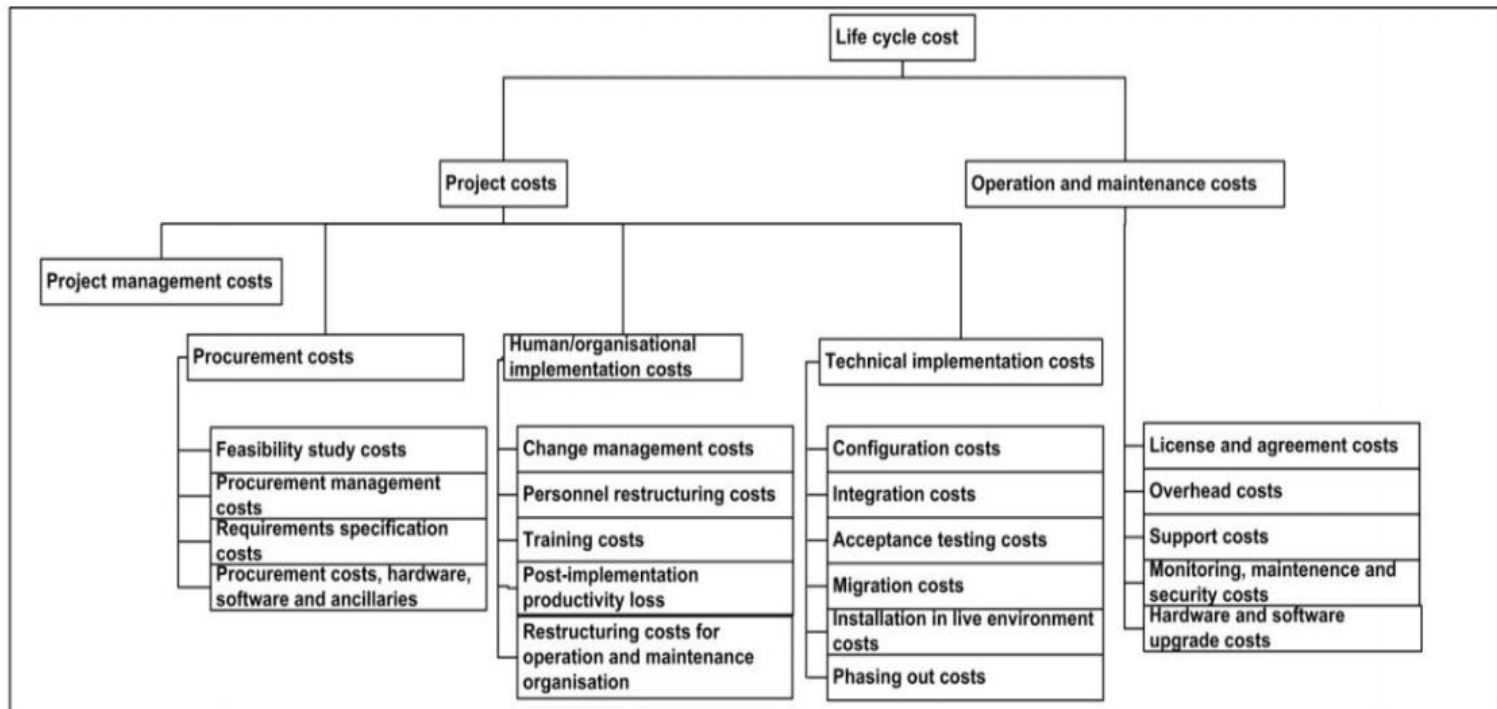 Life cycle cost
Project costs
Operation and maintenance costs
Project management costs
Procurement costs
Human/organisational
implementation costs
Technical implementation costs
Feasibility study costs
Procurement management
costs
Requirements specification
costs
Procurement costs, hardware,
software and ancillaries
Change management costs
Personnel restructuring costs
Training costs
Post-implementation
productivity loss
Restructuring costs for
operation and maintenance
organisation
Configuration costs
Integration costs
Acceptance testing costs
Migration costs
Installation in live environment
costs
Phasing out costs
License and agreement costs
Overhead costs
Support costs
Monitoring, maintenence and
security costs
Hardware and software
upgrade costs